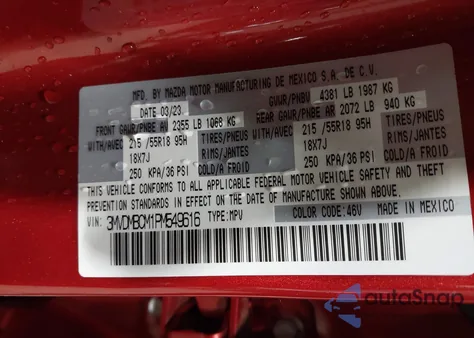 MFD. BY MAZDA MOTOR MANUFACTURING DE MEXICO S.A. DE C.V.
DATE 03/23 GVWR/PNBV 4381 LB 1987 KG
FRONT GAWR/PNBE AV 2355 LB 1068 KG REAR GAWR/PNBE AR 2072 LB 940 KG
WITH/AVEC 215 /55R18 95H TIRES/PNEUS WITH/AVEC 215 /55R18 95H TIRES/PNEUS
18X7J RIMS/JANTES 18X7J RIMS/JANTES
250 KPA/36 PSI COLD/A FROID 250 KPA/36 PSI COLD/A FROID
THIS VEHICLE CONFORMS TO ALL APPLICABLE FEDERAL MOTOR VEHICLE SAFETY AND THEFT
PREVENTION STANDARDS IN EFFECT ON THE DATE OF MANUFACTURE SHOWN ABOVE.
VIN: 3MVDMBCM1PM549616 TYPE: MPV COLOR CODE: 46V MADE IN MEXICO
autoSnap